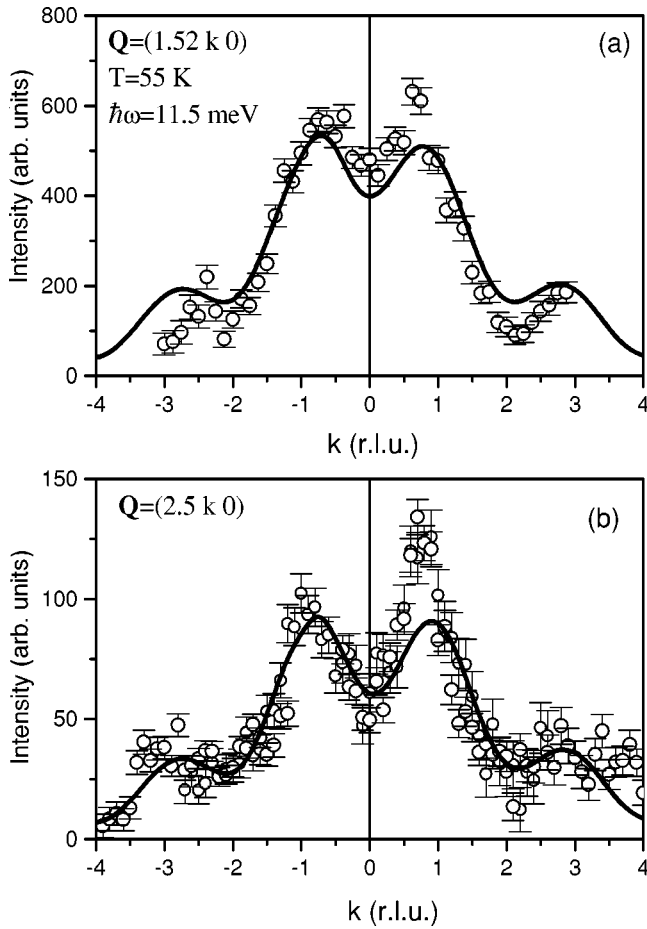 Q=(1.52 k 0)
(a)
T=55 K
ħω=11.5 meV
Intensity (arb. units)
800
600
400
200
0
-4 -3 -2 -1 0 1 2 3 4
k (r.l.u.)
Q=(2.5 k 0)
(b)
Intensity (arb. units)
150
100
50
0
-4 -3 -2 -1 0 1 2 3 4
k (r.l.u.)